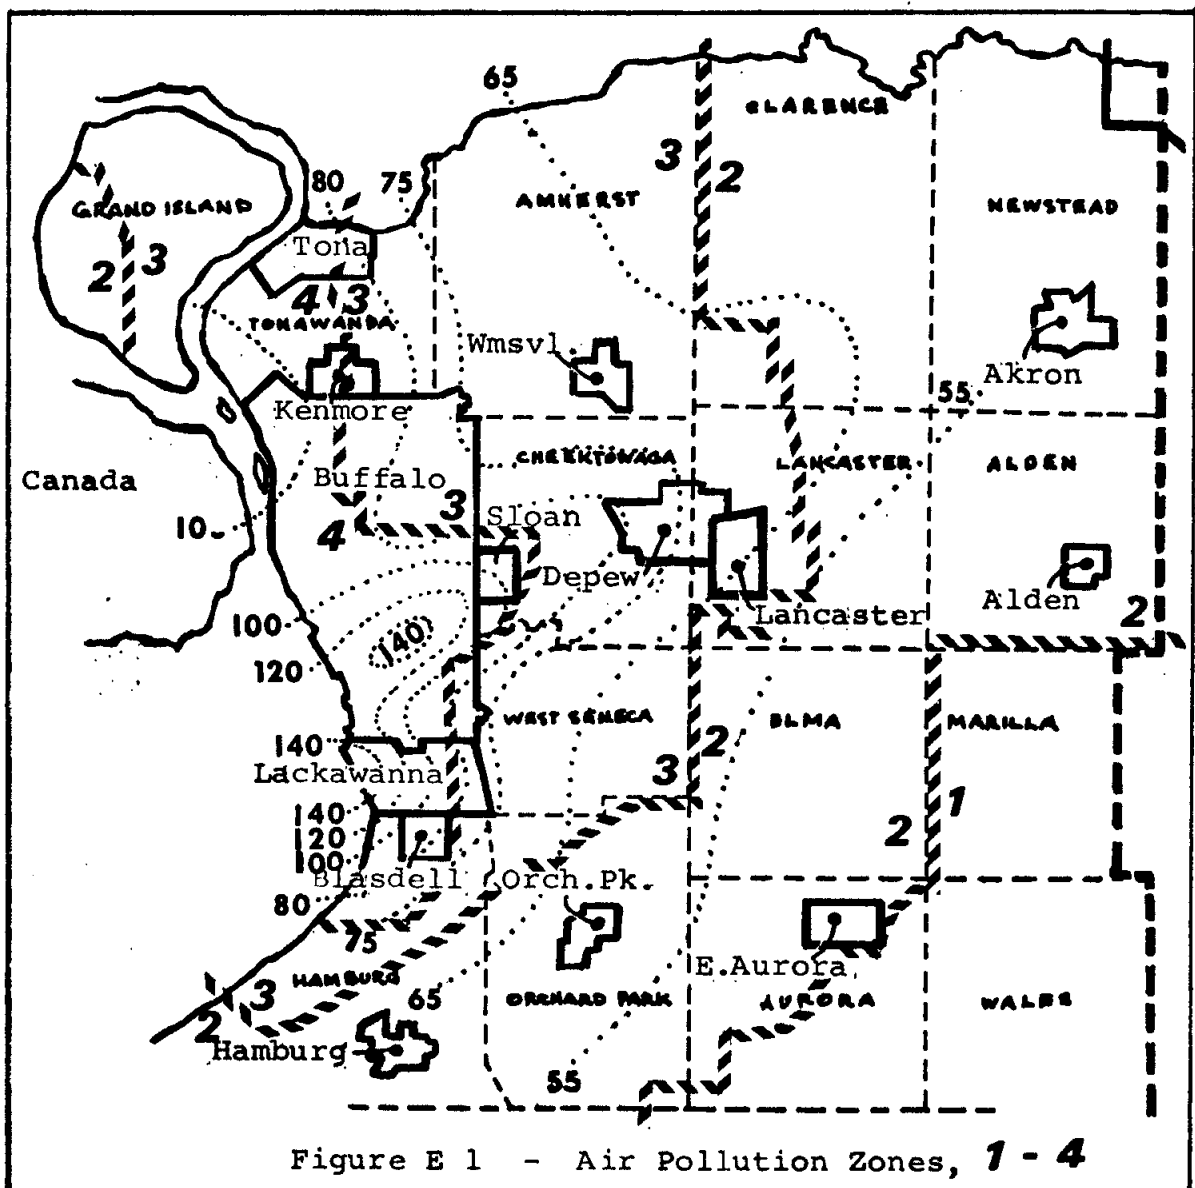 65
CLARENCE
3
2
80
75
AMHERST
GRAND ISLAND
NEWSTEAD
Tona
2
3
4
3
TONAWANDA
Wmsvl
Akron
55
Kenmore
CHEEKTOWAGA
LANCASTER
ALDEN
Canada
Buffalo
3
Sloan
10
4
Depew
Alden
2
Lancaster
100
140
120
WEST SENECA
ELMA
MARILLA
2
140
Lackawanna
3
1
140
120
2
100
Blasdell
Orch.Pk.
80
75
E.Aurora
HAMBURG
3
65
ORCHARD PARK
AURORA
WALES
2
Hamburg
55
Figure E 1 - Air Pollution Zones, 1 - 4